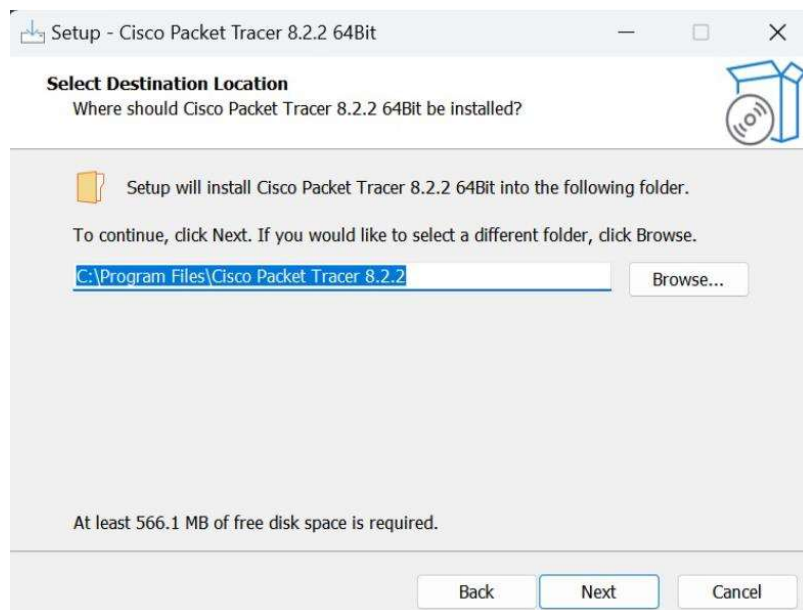 Setup - Cisco Packet Tracer 8.2.2 64Bit
Select Destination Location
Where should Cisco Packet Tracer 8.2.2 64Bit be installed?
Setup will install Cisco Packet Tracer 8.2.2 64Bit into the following folder.
To continue, click Next. If you would like to select a different folder, click Browse.
C:\Program Files\Cisco Packet Tracer 8.2.2
Browse...
At least 566.1 MB of free disk space is required.
Back Next Cancel